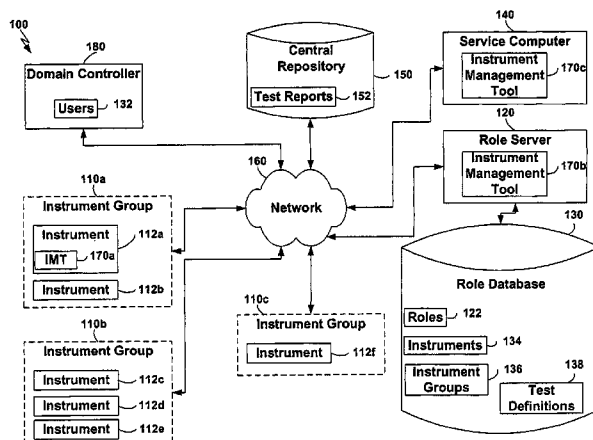 100
180
Domain Controller
Users
132
Central
Repository
Test Reports
152
150
140
Service Computer
Instrument
Management
Tool
170c
120
Role Server
Instrument
Management
Tool
170b
160
Network
110a
Instrument Group
Instrument
112a
IMT
170a
Instrument
112b
110b
Instrument Group
Instrument
112c
Instrument
112d
Instrument
112e
110c
Instrument Group
Instrument
112f
130
Role Database
Roles
122
Instruments
134
Instrument
Groups
136
138
Test
Definitions